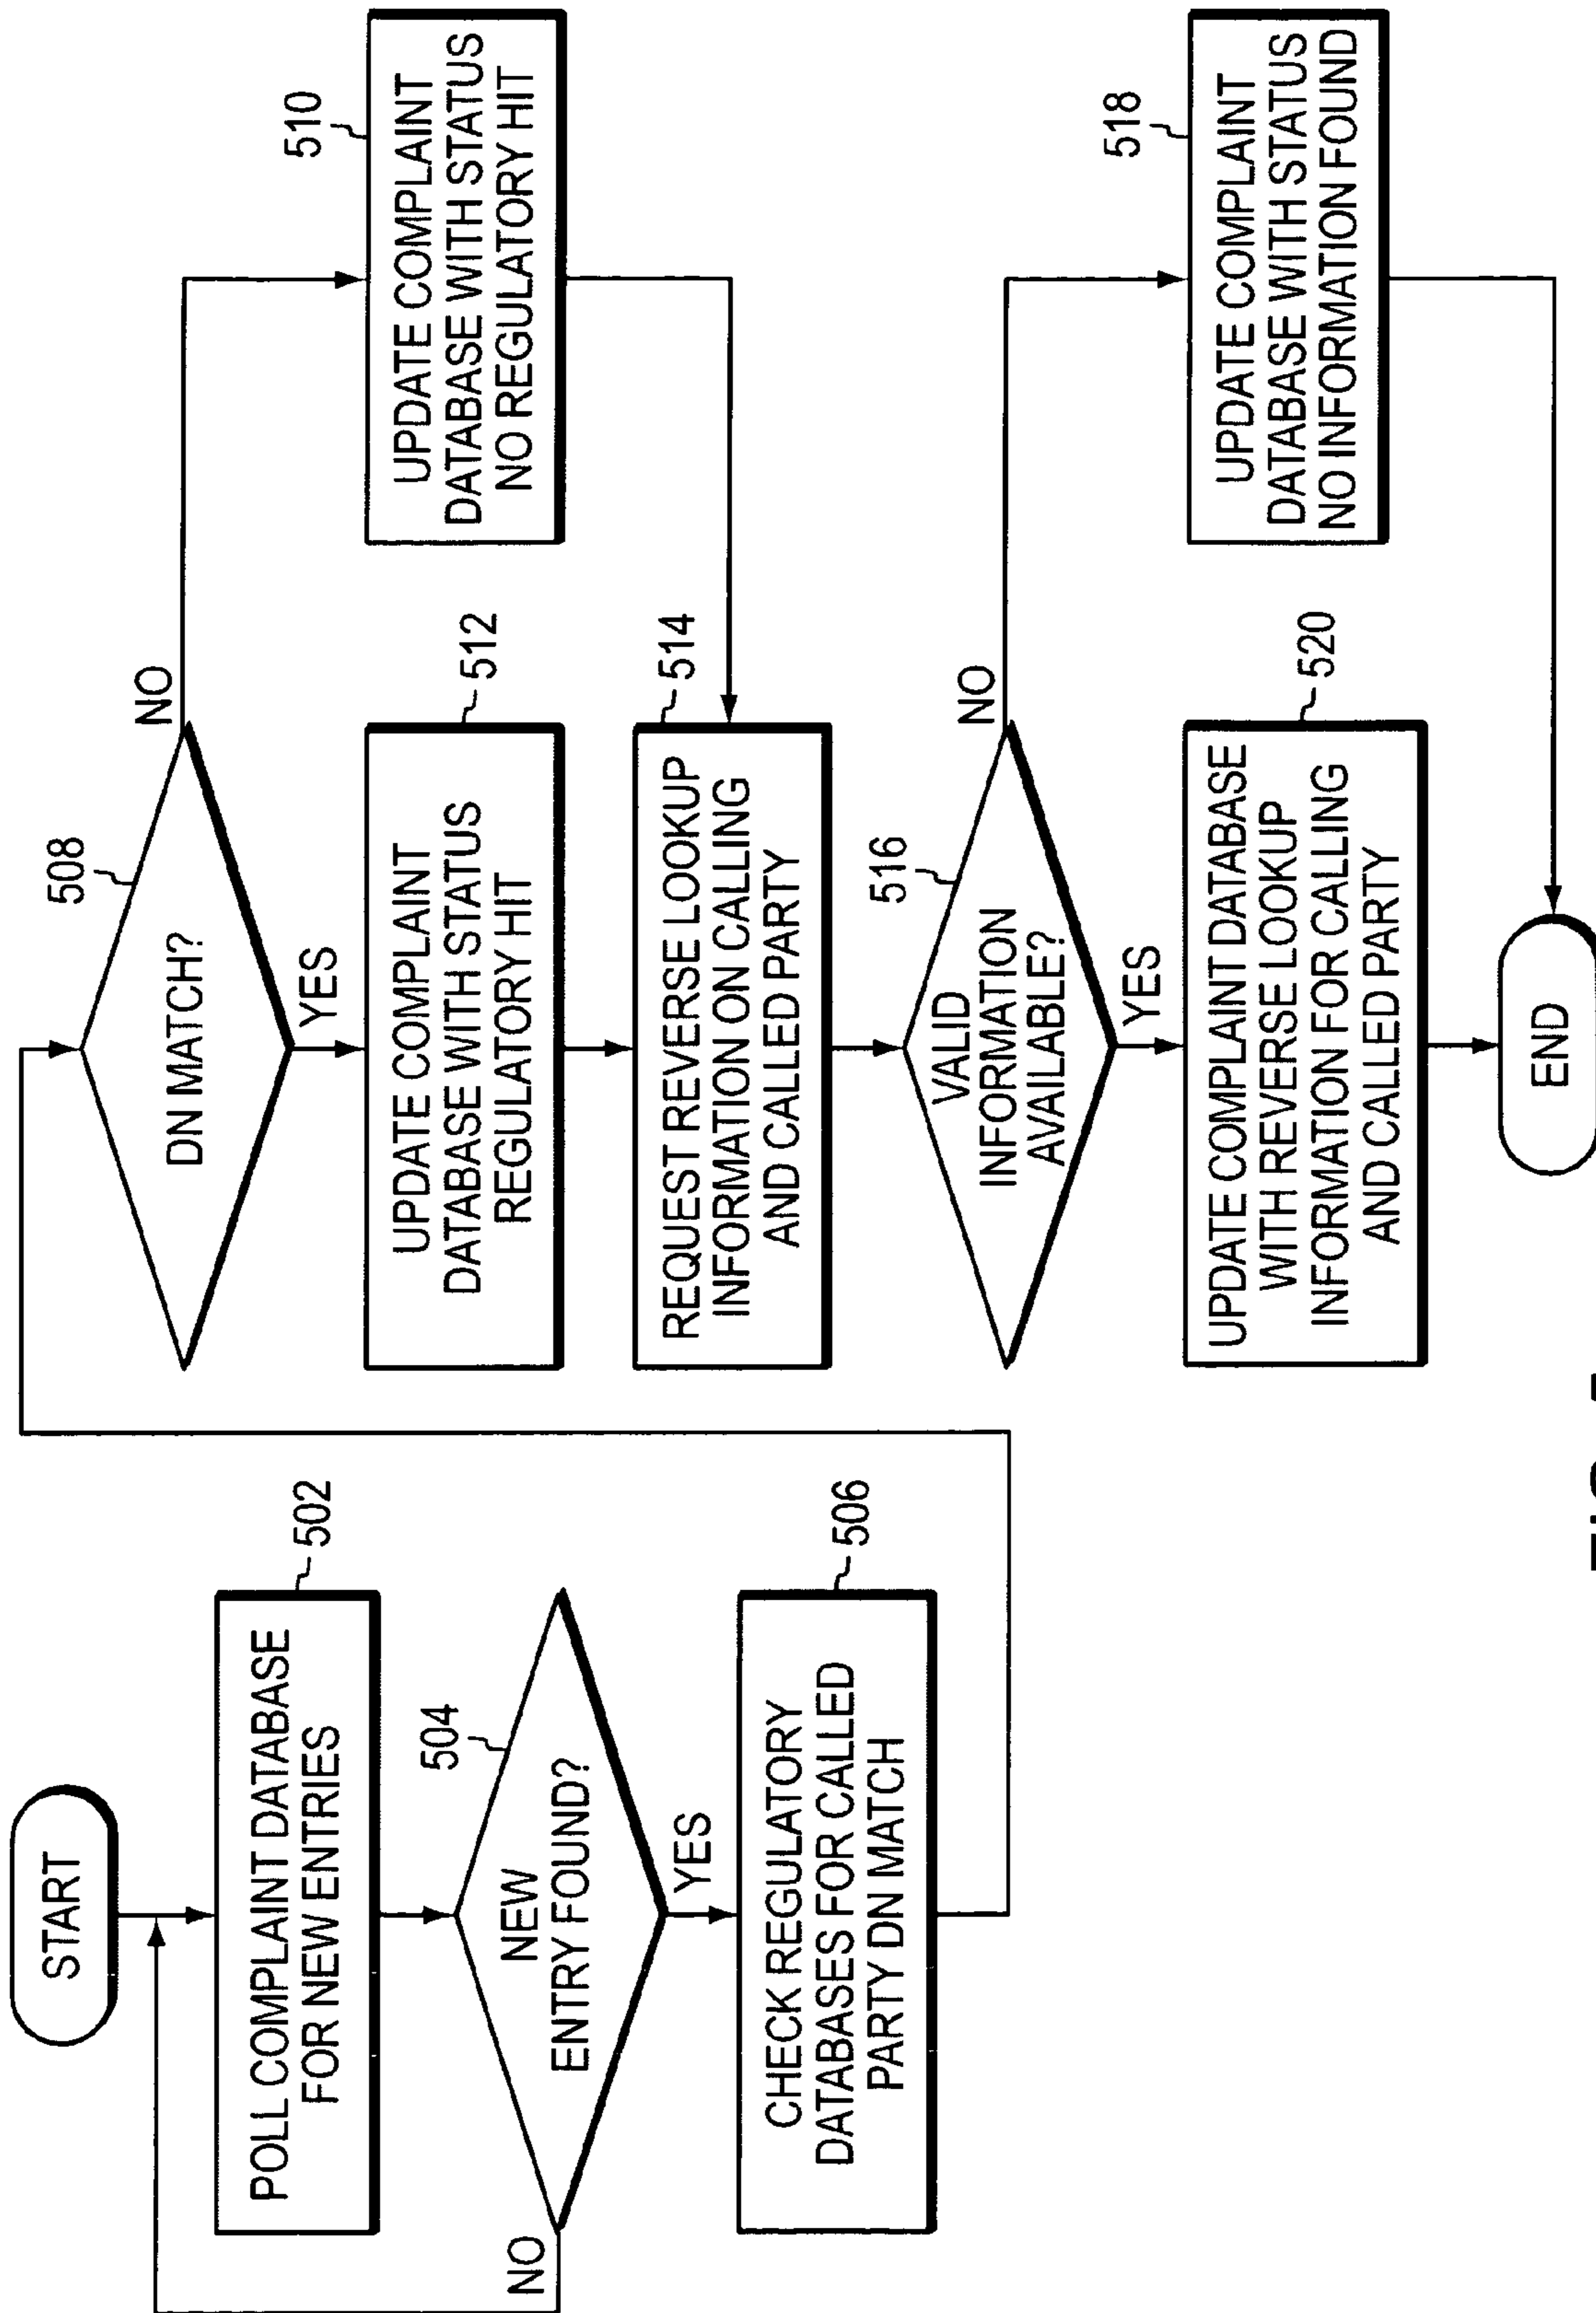 START
POLL COMPLAINT DATABASE
FOR NEW ENTRIES
502
NEW
ENTRY FOUND?
504
NO
YES
CHECK REGULATORY
DATABASES FOR CALLED
PARTY DN MATCH
506
DN MATCH?
508
NO
YES
UPDATE COMPLAINT
DATABASE WITH STATUS
NO REGULATORY HIT
510
UPDATE COMPLAINT
DATABASE WITH STATUS
REGULATORY HIT
512
REQUEST REVERSE LOOKUP
INFORMATION ON CALLING
AND CALLED PARTY
514
VALID
INFORMATION
AVAILABLE?
516
NO
YES
UPDATE COMPLAINT
DATABASE WITH STATUS
NO INFORMATION FOUND
518
UPDATE COMPLAINT DATABASE
WITH REVERSE LOOKUP
INFORMATION FOR CALLING
AND CALLED PARTY
520
END